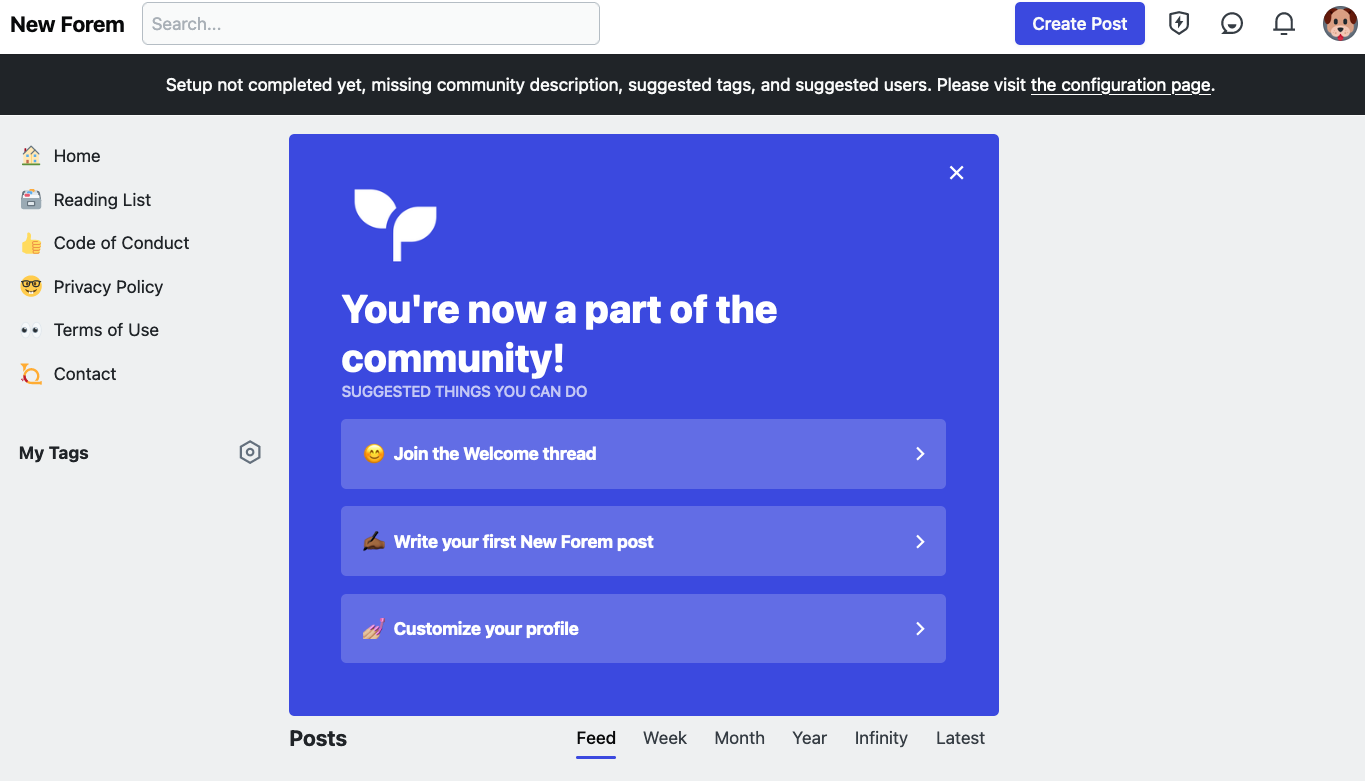 New Forem
Search...
Create Post
Setup not completed yet, missing community description, suggested tags, and suggested users. Please visit the configuration page.
Home
Reading List
Code of Conduct
Privacy Policy
Terms of Use
Contact
My Tags
You're now a part of the
community!
SUGGESTED THINGS YOU CAN DO
Join the Welcome thread
Write your first New Forem post
Customize your profile
Posts
Feed Week Month Year Infinity Latest